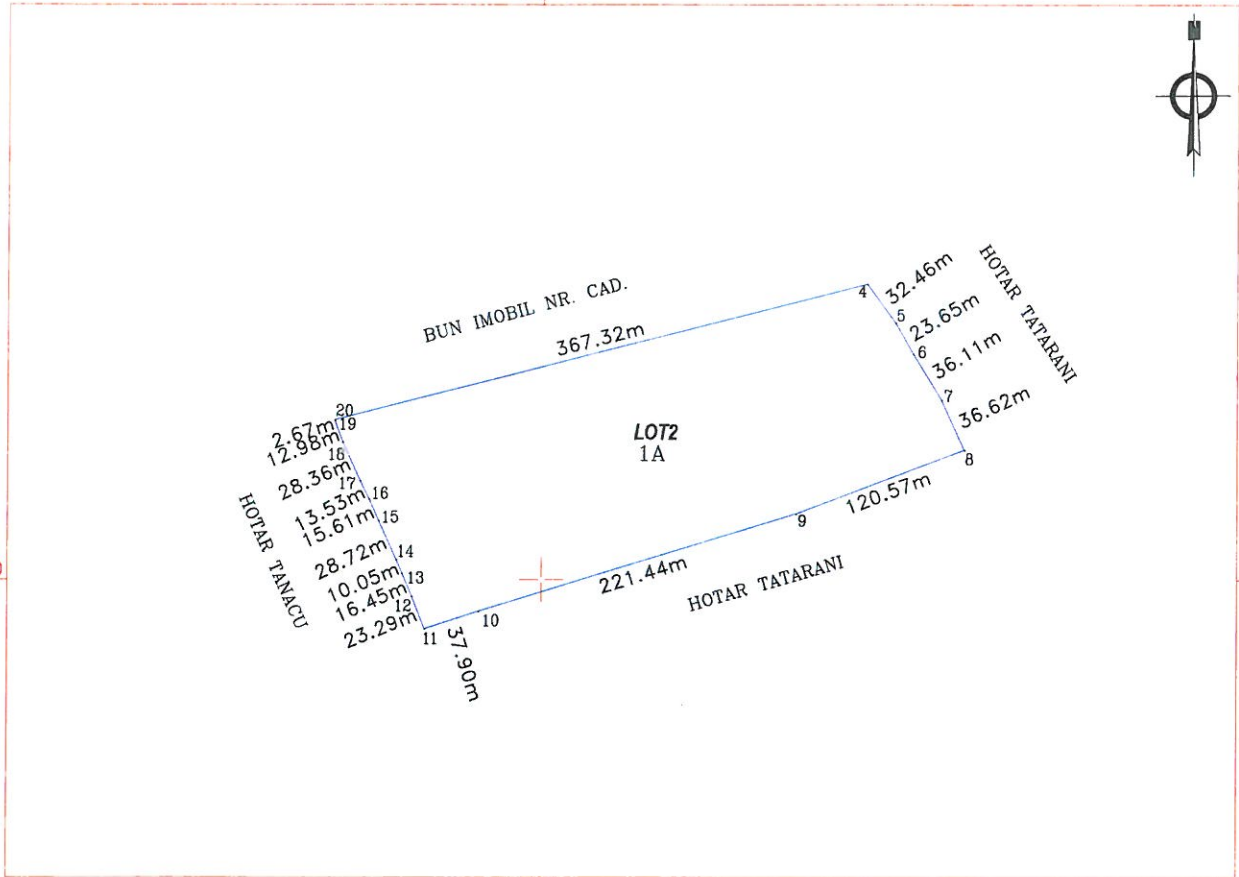 N
BUN IMOBIL NR. CAD.
367.32m
4
32.46m
5
23.65m
6
36.11m
7
36.62m
8
HOTAR TATARANI
20
2.67m
19
12.98m
18
28.36m
17
13.53m
16
15.61m
15
28.72m
14
10.05m
13
16.45m
12
23.29m
11
HOTAR TANACU
LOT2
1A
37.90m
10
221.44m
9
120.57m
HOTAR TATARANI